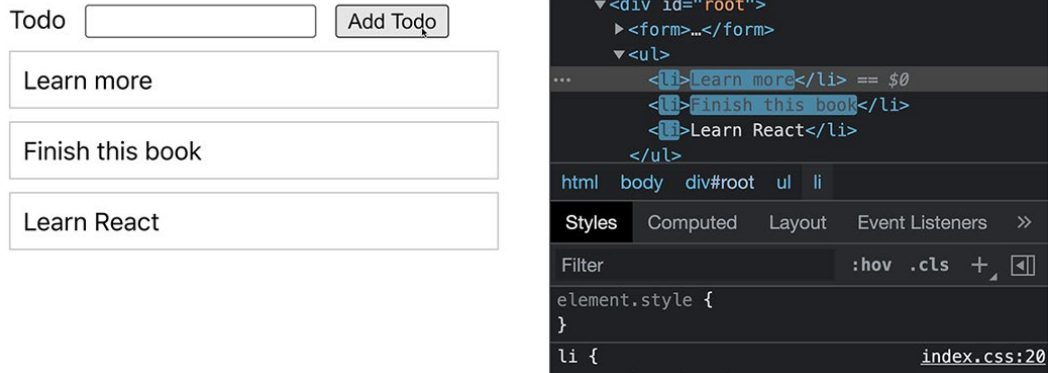 Todo Add Todo
Learn more
Finish this book
Learn React
▼<div id="root">
▶<form>…</form>
▼<ul>
… <li>Learn more</li> == $0
<li>Finish this book</li>
<li>Learn React</li>
</ul>
html body div#root ul li
Styles Computed Layout Event Listeners »
Filter :hov .cls +
element.style {
}
li { index.css:20